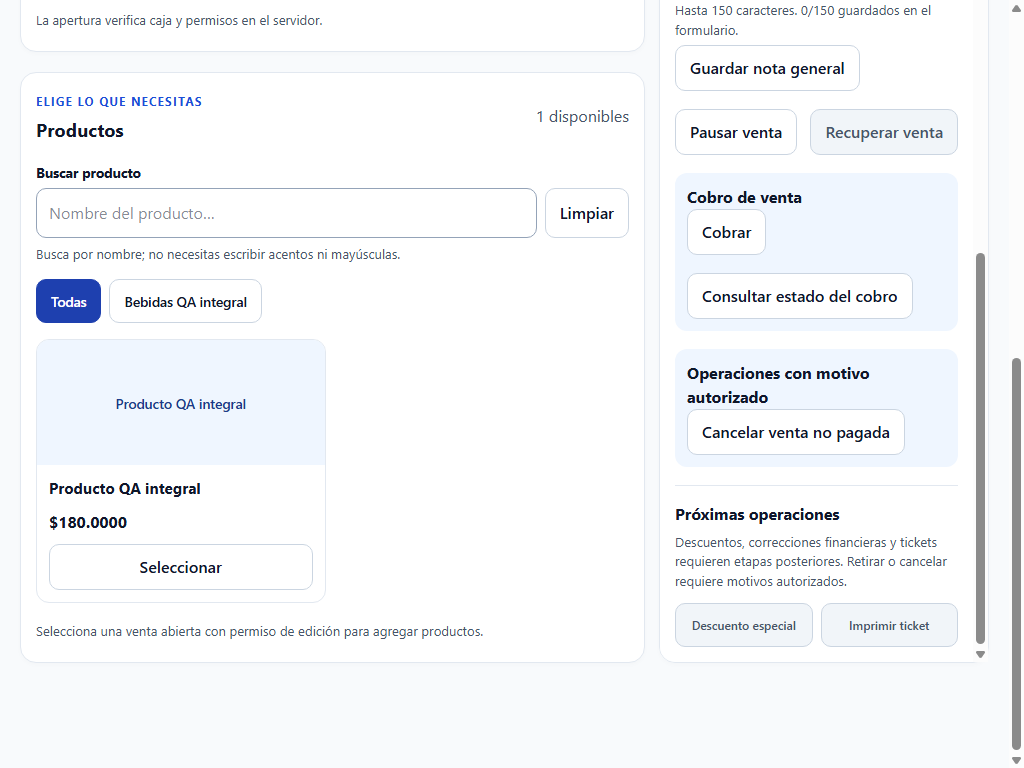 La apertura verifica caja y permisos en el servidor.
ELIGE LO QUE NECESITAS
Productos
1 disponibles
Buscar producto
Nombre del producto...
Limpiar
Busca por nombre; no necesitas escribir acentos ni mayúsculas.
Todas
Bebidas QA integral
Producto QA integral
Producto QA integral
$180.0000
Seleccionar
Selecciona una venta abierta con permiso de edición para agregar productos.
Hasta 150 caracteres. 0/150 guardados en el
formulario.
Guardar nota general
Pausar venta
Recuperar venta
Cobro de venta
Cobrar
Consultar estado del cobro
Operaciones con motivo
autorizado
Cancelar venta no pagada
Próximas operaciones
Descuentos, correcciones financieras y tickets
requieren etapas posteriores. Retirar o cancelar
requiere motivos autorizados.
Descuento especial
Imprimir ticket